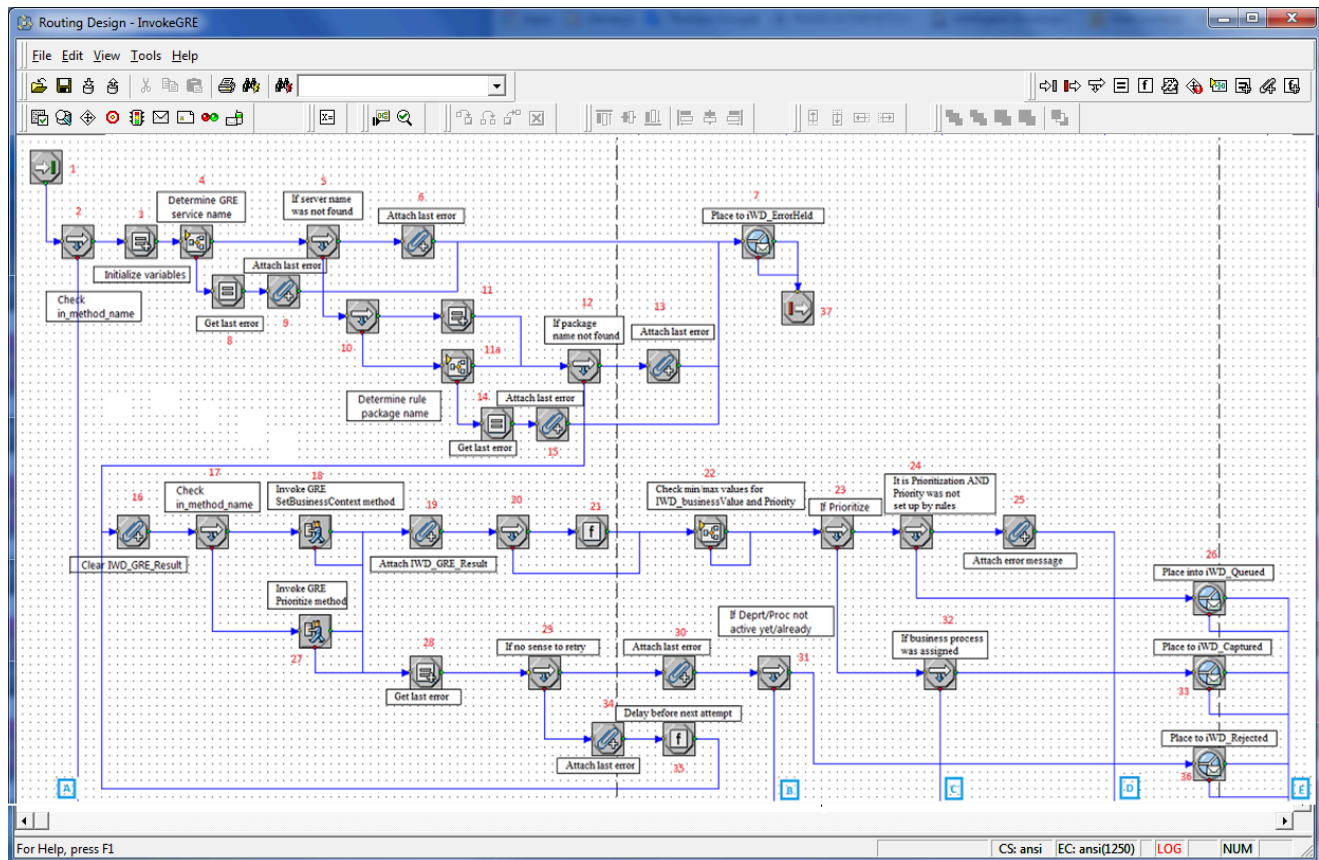 Routing Design - InvokeGRE
File Edit View Tools Help
1
2
3
4
5
6
7
Determine GRE
service name
If server name
was not found
Attach last error
Place to iWD_ErrorHeld
Initialize variables
Attach last error
Check
in_method_name
Get last error
8
9
10
11
11a
12
13
37
If package
name not found
Attach last error
Determine rule
package name
14
Attach last error
Get last error
15
16
17
18
19
20
21
22
23
24
25
Check
in_method_name
Invoke GRE
SetBusinessContext method
Check min/max values for
IWD_businessValue and Priority
If Prioritize
It is Prioritization AND
Priority was not
set up by rules
Clear IWD_GRE_Result
Attach IWD_GRE_Result
Attach error message
26
Place into iWD_Queued
Invoke GRE
Prioritize method
27
28
Get last error
29
If no sense to retry
30
Attach last error
If Deprt/Proc not
active yet/already
31
32
If business process
was assigned
Place to iWD_Captured
33
34
Delay before next attempt
Attach last error
35
Place to iWD_Rejected
36
A
B
C
D
E
For Help, press F1
CS: ansi
EC: ansi(1250)
LOG
NUM